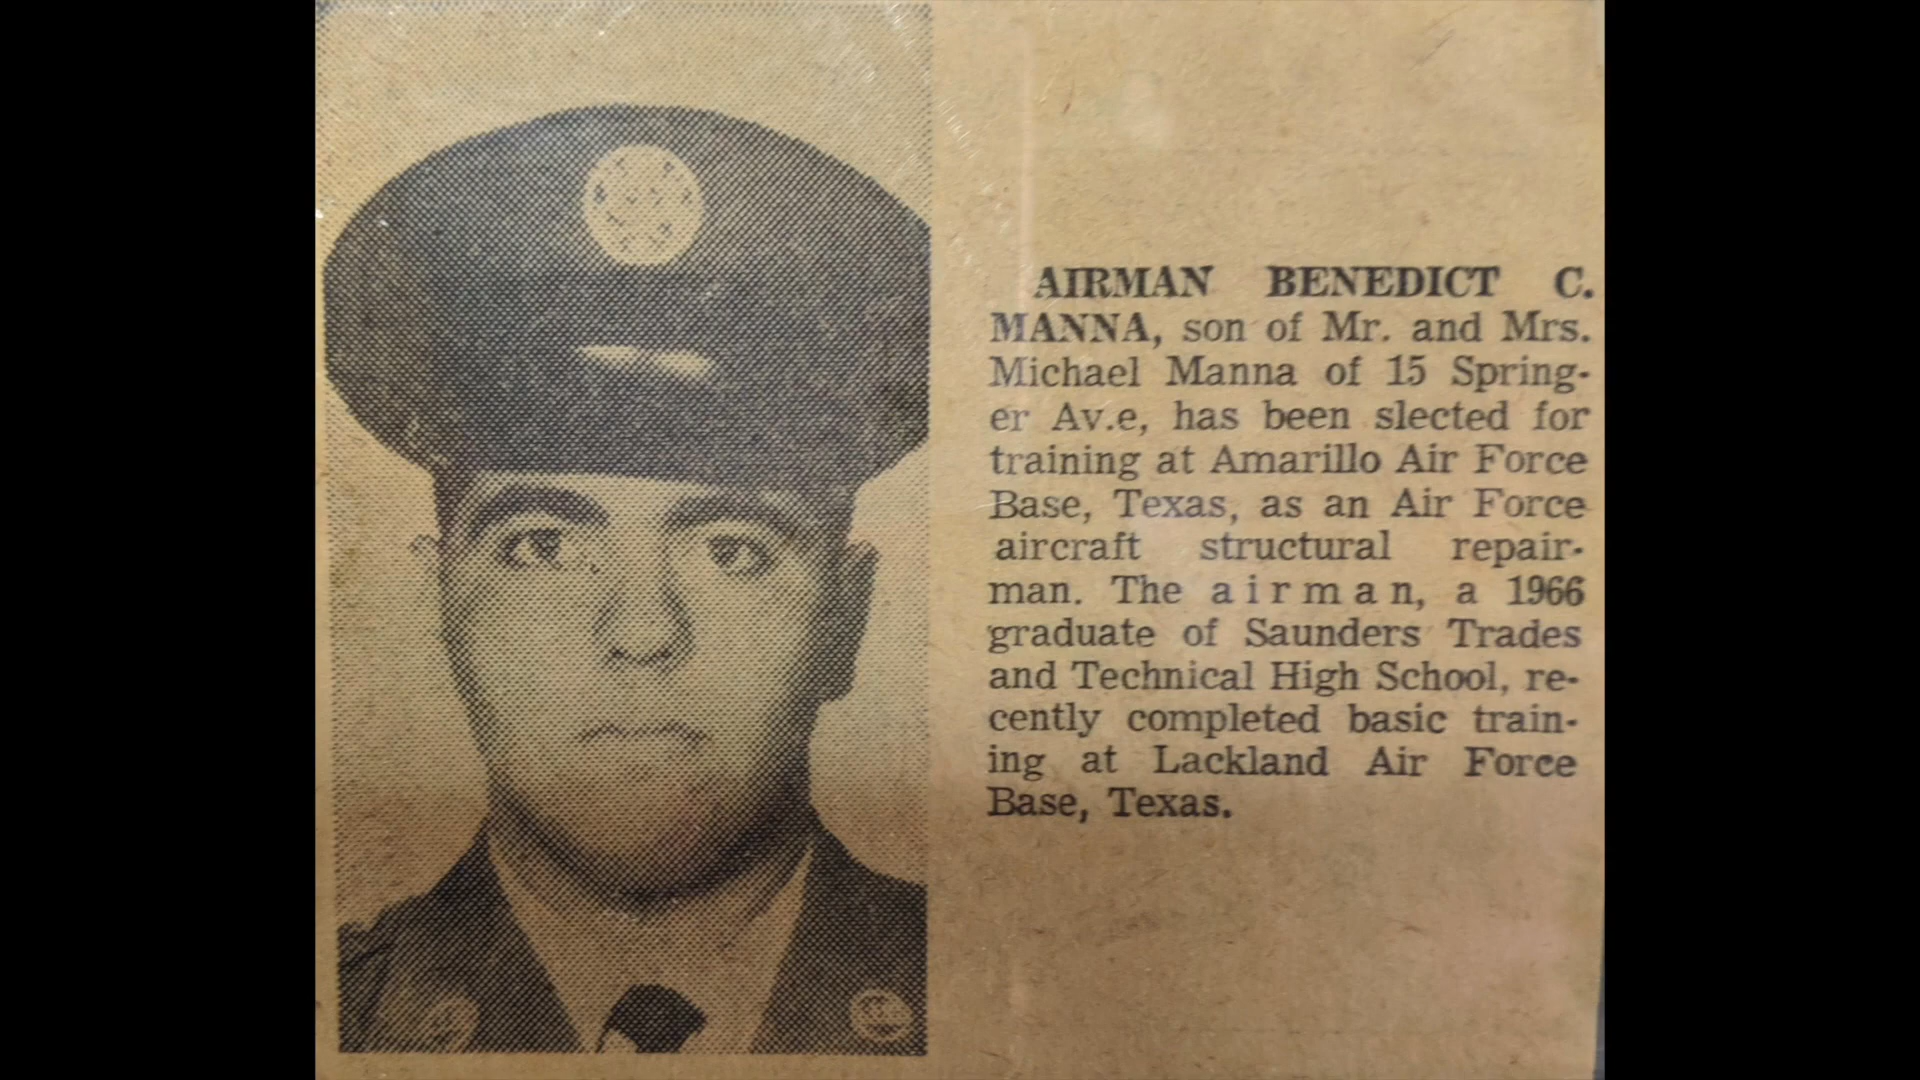 AIRMAN BENEDICT C.
MANNA, son of Mr. and Mrs.
Michael Manna of 15 Spring-
er Av.e, has been slected for
training at Amarillo Air Force
Base, Texas, as an Air Force
aircraft structural repair-
man. The airman, a 1966
graduate of Saunders Trades
and Technical High School, re-
cently completed basic train-
ing at Lackland Air Force
Base, Texas.